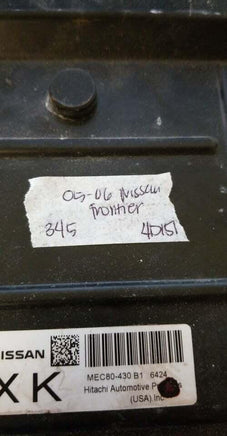 05-06 Nissan
frontier
345 4D151
NISSAN
XK
MEC80-430 B1 6424
Hitachi Automotive
(USA).Inc.